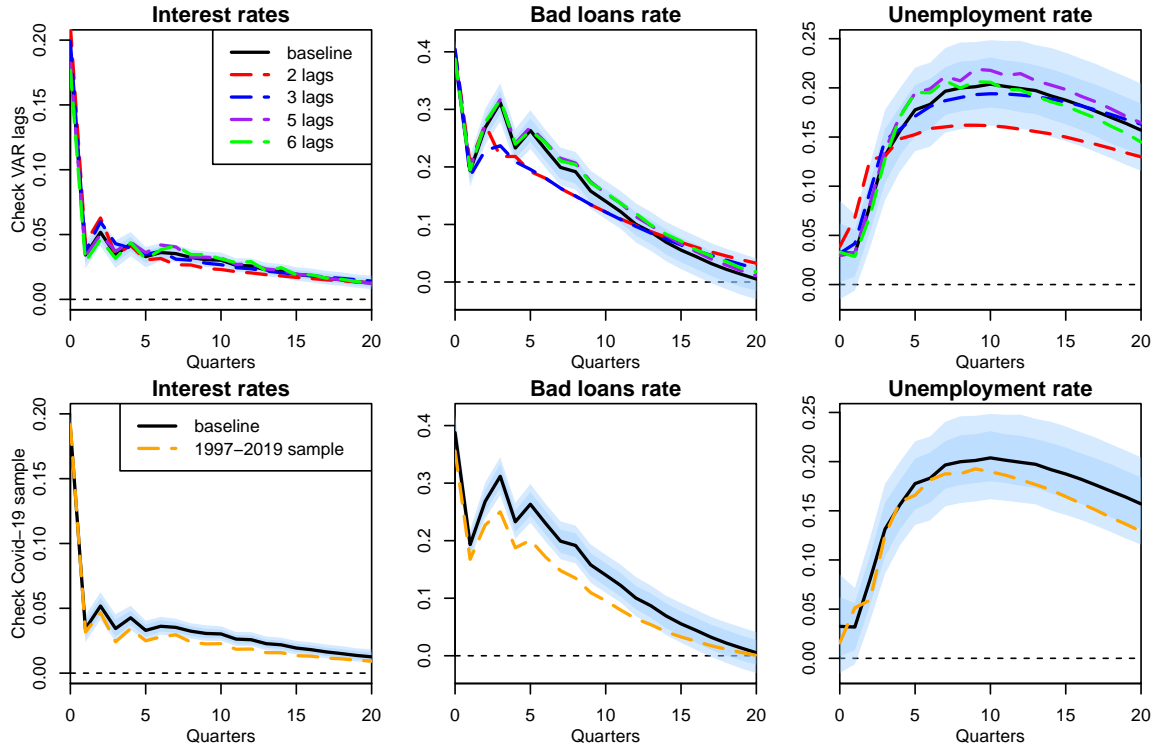 Interest rates
Bad loans rate
Unemployment rate
Check VAR lags
0.00 0.05 0.10 0.15 0.20
baseline
2 lags
3 lags
5 lags
6 lags
0.0 0.1 0.2 0.3 0.4
0.00 0.05 0.10 0.15 0.20 0.25
0 5 10 15 20
0 5 10 15 20
0 5 10 15 20
Quarters
Quarters
Quarters
Interest rates
Bad loans rate
Unemployment rate
Check Covid−19 sample
0.00 0.05 0.10 0.15 0.20
baseline
1997−2019 sample
0.0 0.1 0.2 0.3 0.4
0.00 0.05 0.10 0.15 0.20 0.25
0 5 10 15 20
0 5 10 15 20
0 5 10 15 20
Quarters
Quarters
Quarters